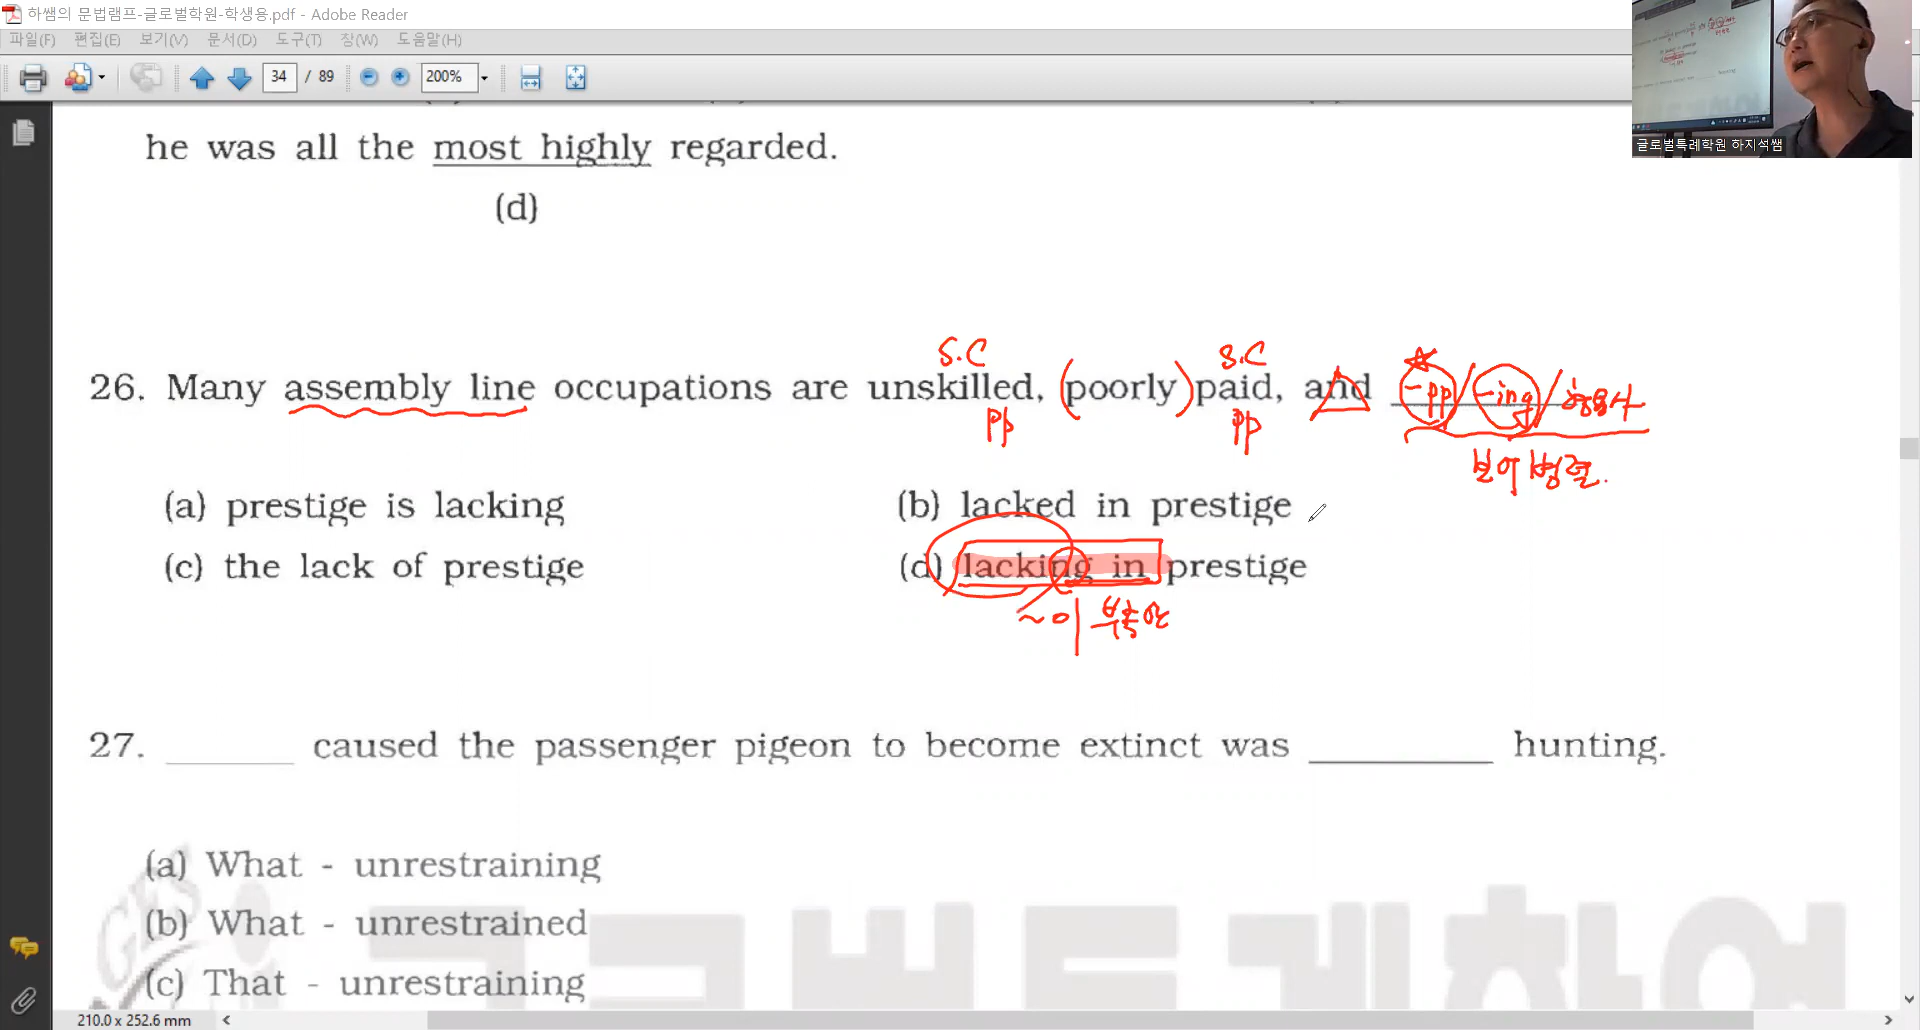 하쌤의 문법램프-글로벌학원-학생용.pdf - Adobe Reader
파일(F) 편집(E) 보기(V) 문서(D) 도구(T) 창(W) 도움말(H)
34 / 89 200%
글로벌특례학원 하지석쌤
he was all the most highly regarded.
(d)
S.C S.C
26. Many assembly line occupations are unskilled, (poorly) paid, and -pp / -ing / 형용사
pp pp
보어 병렬.
(a) prestige is lacking (b) lacked in prestige
(c) the lack of prestige (d) lacking in prestige
~이 부족한
27. ______ caused the passenger pigeon to become extinct was ________ hunting.
(a) What - unrestraining
(b) What - unrestrained
(c) That - unrestraining
210.0 x 252.6 mm